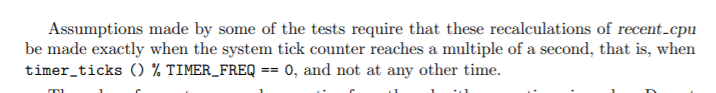 Assumptions made by some of the tests require that these recalculations of recent_cpu
be made exactly when the system tick counter reaches a multiple of a second, that is, when
timer_ticks () % TIMER_FREQ == 0, and not at any other time.